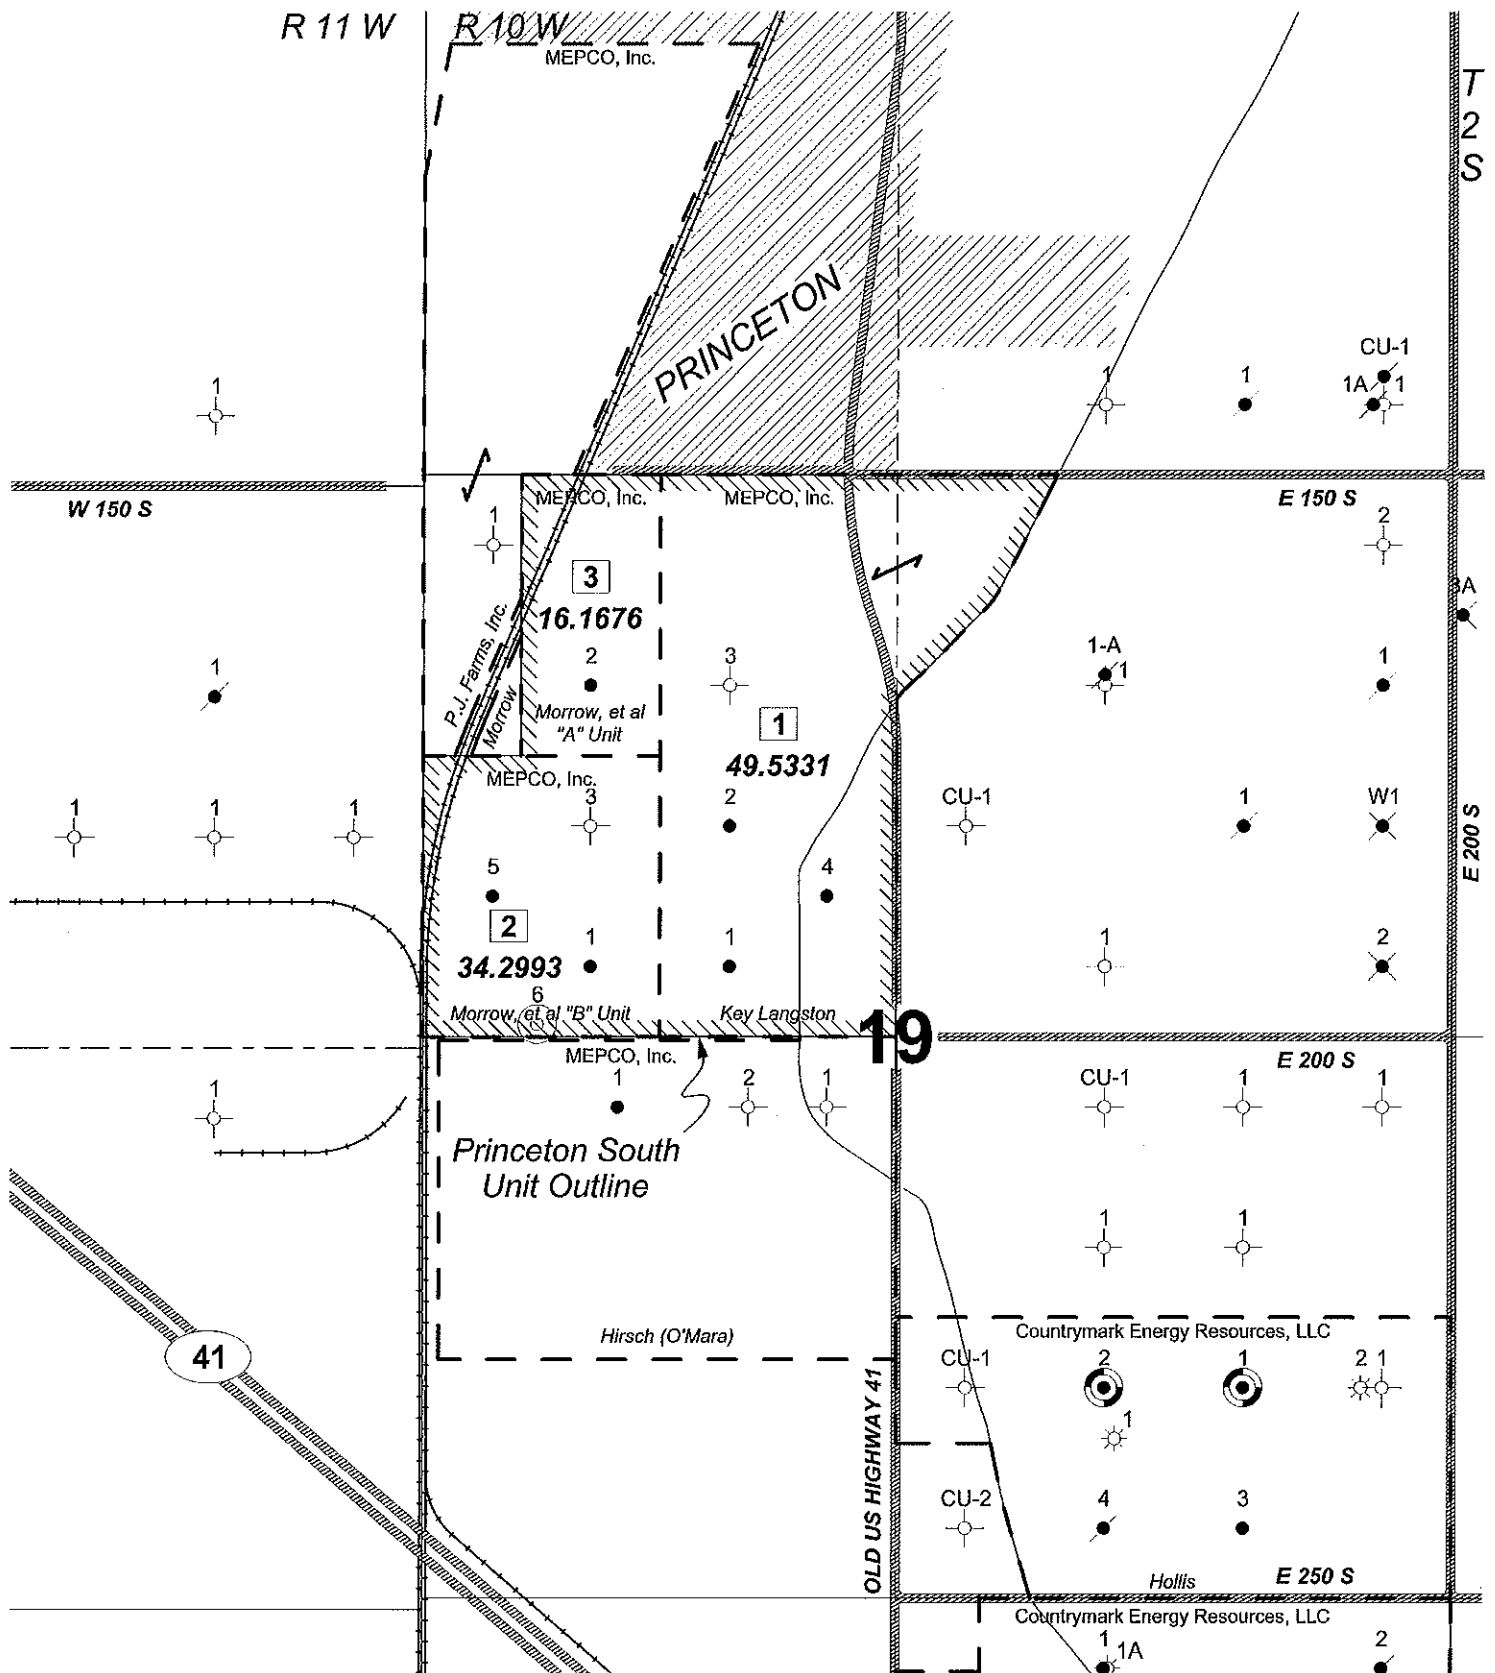 R 11 W
R 10 W
MEPCO, Inc.
T
2
S
PRINCETON
CU-1
1
1
1
1A
1
W 150 S
MEPCO, Inc.
MEPCO, Inc.
E 150 S
1
2
3
16.1676
P.J. Farms, Inc.
Morrow
1
2
3
1-A
1
1
Morrow, et al
"A" Unit
1
49.5331
MEPCO, Inc.
1
1
1
3
2
CU-1
1
W1
E 200 S
5
4
2
34.2993
1
1
1
2
6
Morrow, et al "B" Unit
Key Langston
19
MEPCO, Inc.
E 200 S
1
1
2
1
CU-1
1
1
Princeton South
Unit Outline
1
1
Hirsch (O'Mara)
Countrymark Energy Resources, LLC
41
CU-1
2
1
2
1
1
OLD US HIGHWAY 41
CU-2
4
3
Hollis
E 250 S
Countrymark Energy Resources, LLC
1
1A
2